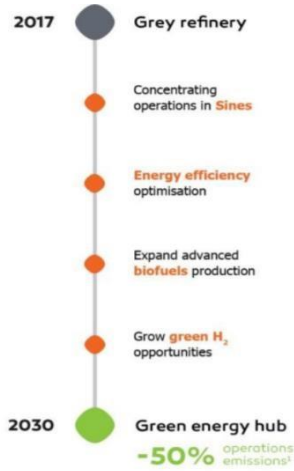 2017 Grey refinery
Concentrating
operations in Sines
Energy efficiency
optimisation
Expand advanced
biofuels production
Grow green H₂
opportunities
2030 Green energy hub
-50% operations
emissions¹